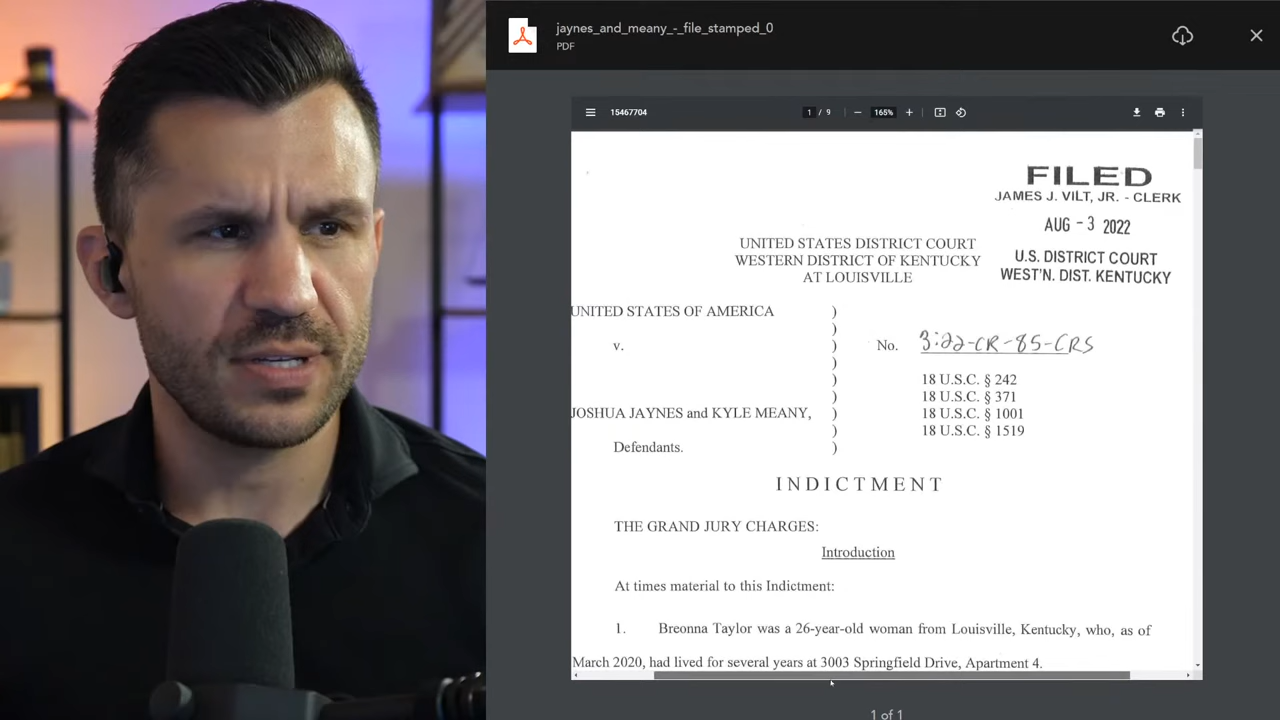 jaynes_and_meany_-_file_stamped_0
PDF
15467704
1 / 9
165%
FILED
JAMES J. VILT, JR. - CLERK
AUG -3 2022
U.S. DISTRICT COURT
WEST'N. DIST. KENTUCKY
UNITED STATES DISTRICT COURT
WESTERN DISTRICT OF KENTUCKY
AT LOUISVILLE
UNITED STATES OF AMERICA )
)
v. ) No. 3:22-CR-85-CRS
)
) 18 U.S.C. § 242
) 18 U.S.C. § 371
JOSHUA JAYNES and KYLE MEANY, ) 18 U.S.C. § 1001
) 18 U.S.C. § 1519
Defendants. )
INDICTMENT
THE GRAND JURY CHARGES:
Introduction
At times material to this Indictment:
1. Breonna Taylor was a 26-year-old woman from Louisville, Kentucky, who, as of
March 2020, had lived for several years at 3003 Springfield Drive, Apartment 4.
1 of 1